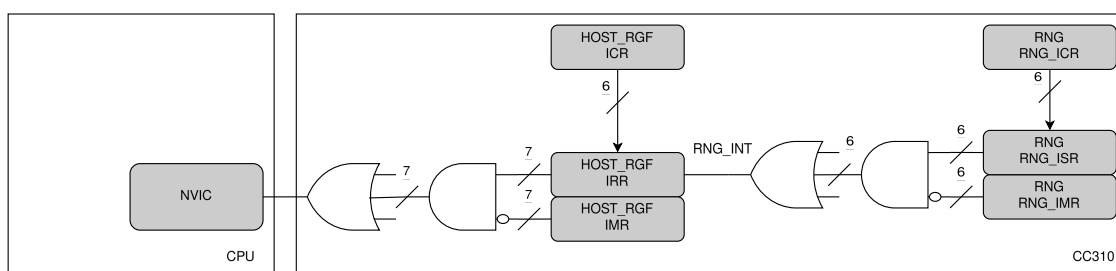 HOST_RGF
ICR
RNG
RNG_ICR
6
6
RNG_INT
7
7
6
6
HOST_RGF
IRR
RNG
RNG_ISR
NVIC
7
6
HOST_RGF
IMR
RNG
RNG_IMR
CPU
CC310